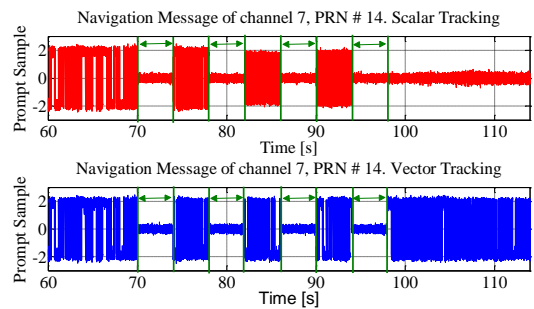 Navigation Message of channel 7, PRN # 14. Scalar Tracking
Prompt Sample
2
0
-2
60 70 80 90 100 110
Time [s]
Navigation Message of channel 7, PRN # 14. Vector Tracking
Prompt Sample
2
0
-2
60 70 80 90 100 110
Time [s]